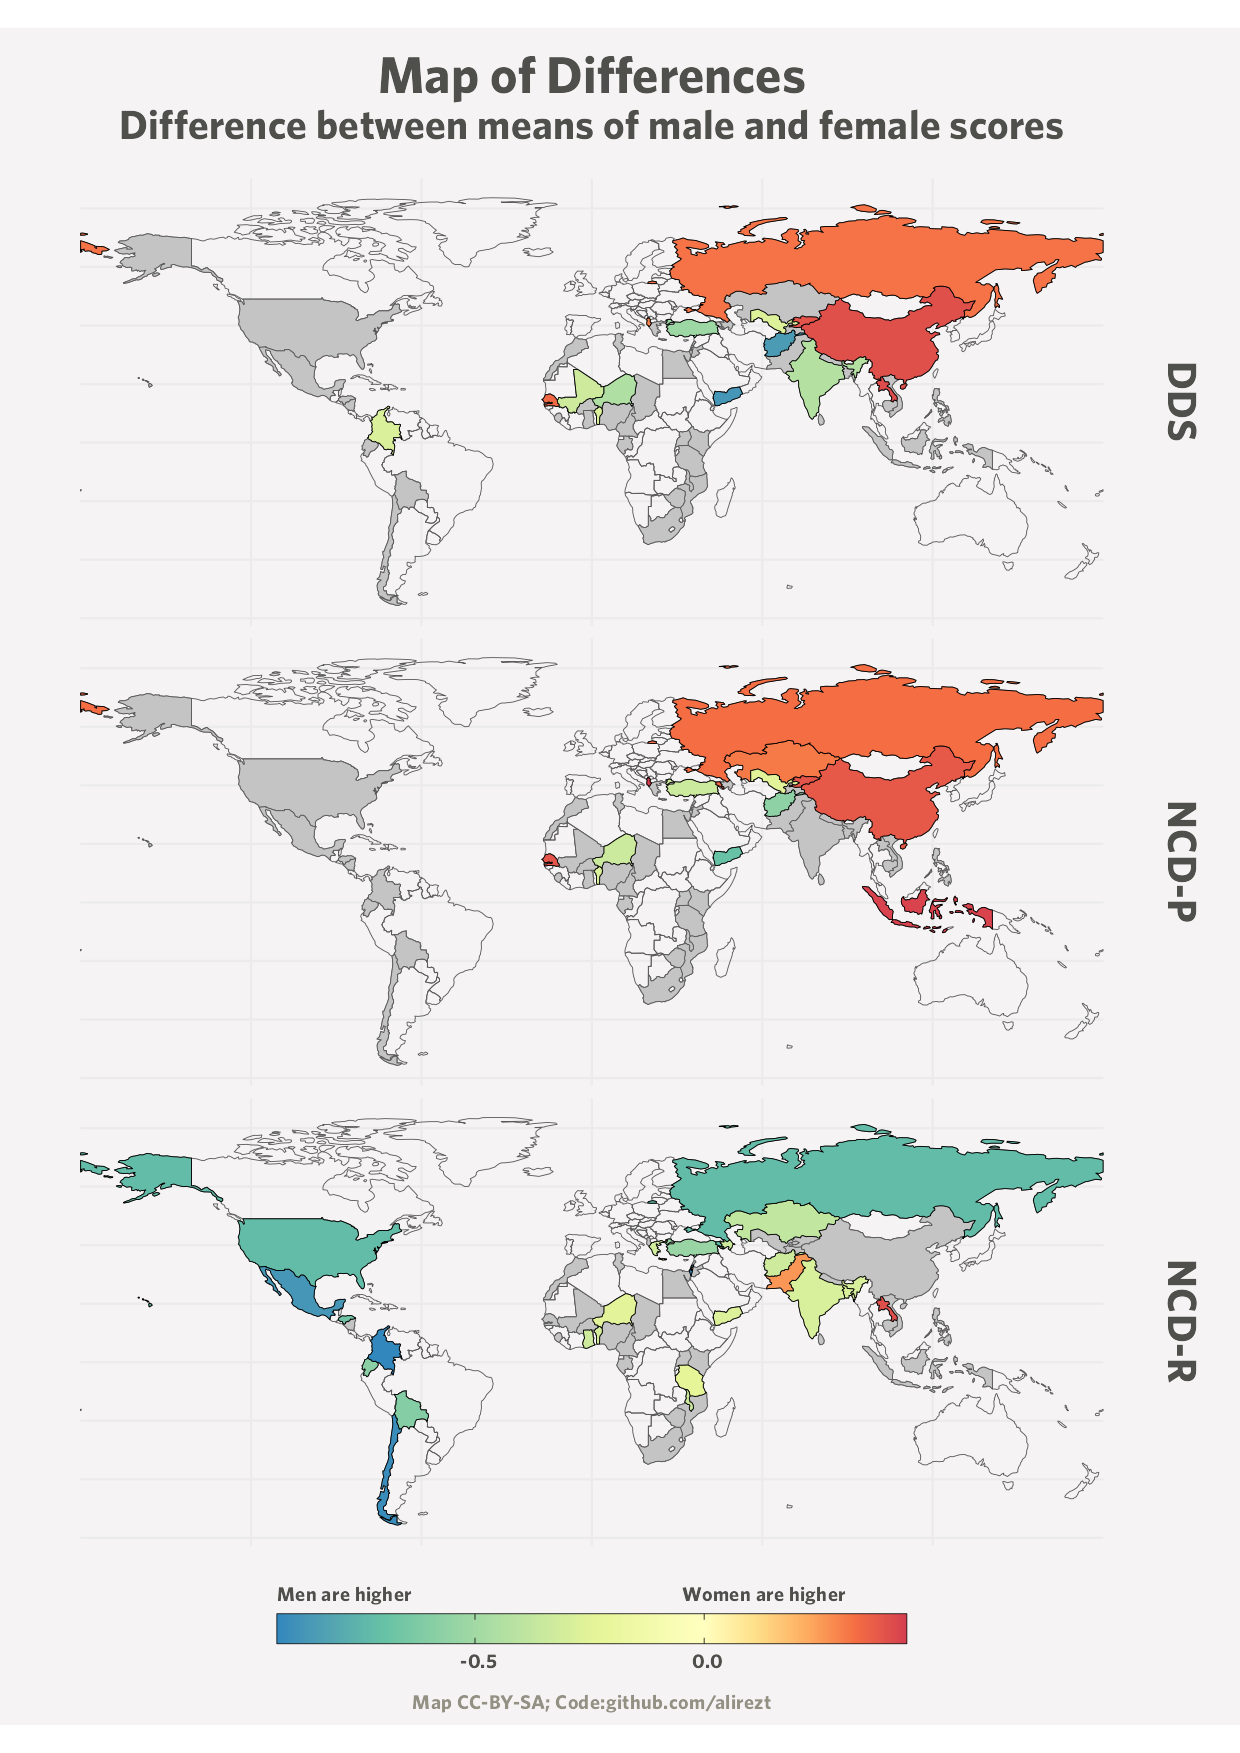 Map of Differences
Difference between means of male and female scores
DDS
NCD-P
NCD-R
Men are higher
Women are higher
-0.5
0.0
Map CC-BY-SA; Code:github.com/alirezt